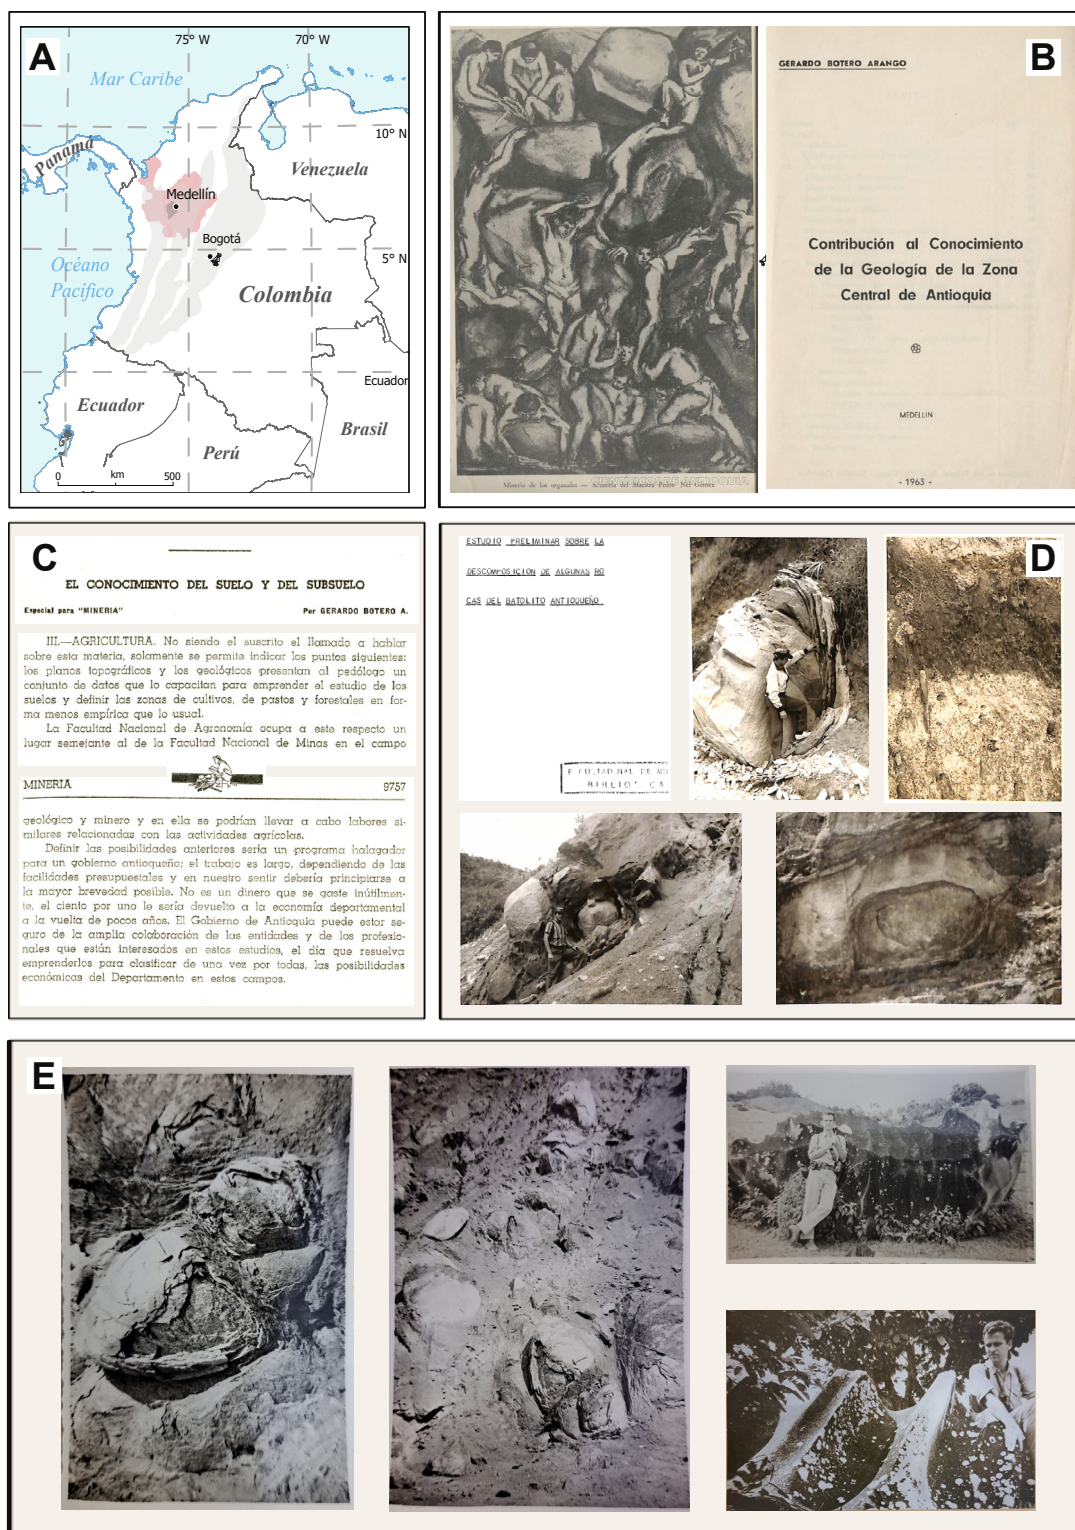 A
75° W
70° W
Mar Caribe
10° N
Panamá
Venezuela
Medellín
Bogotá
5° N
Océano
Pacífico
Colombia
Ecuador
Ecuador
Brasil
Perú
0 km 500
B
Minería de los organales — Acuarela del Maestro Pedro Nel Gómez
CIENTÍFICOS DE ANTIOQUIA
GERARDO BOTERO ARANGO
Contribución al Conocimiento
de la Geología de la Zona
Central de Antioquia
MEDELLIN
- 1963 -
C
EL CONOCIMIENTO DEL SUELO Y DEL SUBSUELO
Especial para "MINERIA" Por GERARDO BOTERO A.
III.—AGRICULTURA. No siendo el suscrito el llamado a hablar
sobre esta materia, solamente se permite indicar los puntos siguientes:
los planos topográficos y los geológicos presentan al pedólogo un
conjunto de datos que lo capacitan para emprender el estudio de los
suelos y definir las zonas de cultivos, de pastos y forestales en for-
ma menos empírica que lo usual.
La Facultad Nacional de Agronomía ocupa a este respecto un
lugar semejante al de la Facultad Nacional de Minas en el campo
MINERIA 9757
geológico y minero y en ella se podrían llevar a cabo labores si-
milares relacionadas con las actividades agrícolas.
Definir las posibilidades anteriores sería un programa halagador
para un gobierno antioqueño; el trabajo es largo, dependiendo de las
facilidades presupuestales y en nuestro sentir debería principiarse a
la mayor brevedad posible. No es un dinero que se gaste inútilmen-
te, el ciento por uno le sería devuelto a la economía departamental
a la vuelta de pocos años. El Gobierno de Antioquia puede estar se-
guro de la amplia colaboración de las entidades y de los profesio-
nales que están interesados en estos estudios, el día que resuelva
emprenderlos para clasificar de una vez por todas, las posibilidades
económicas del Departamento en estos campos.
D
ESTUDIO PRELIMINAR SOBRE LA
DESCOMPOSICION DE ALGUNAS RO
CAS DEL BATOLITO ANTIOQUEÑO
E